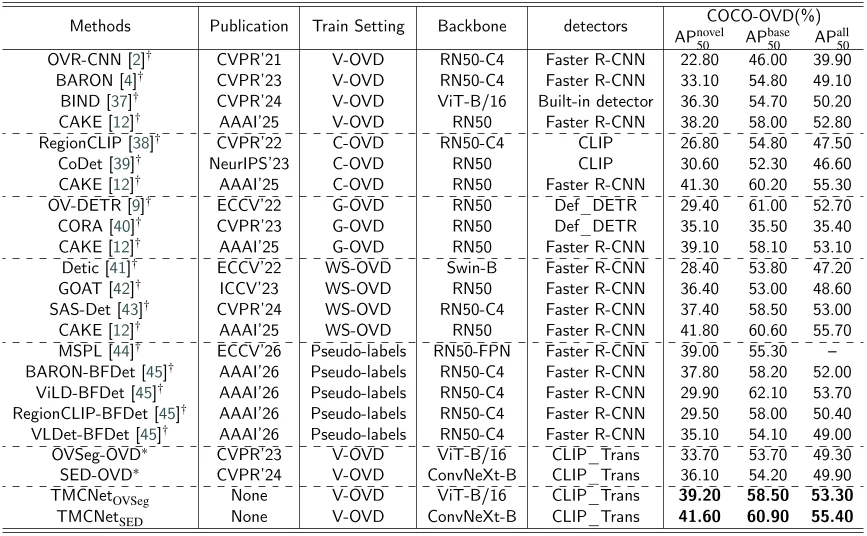 Methods Publication Train Setting Backbone detectors COCO-OVD(%)
AP50novel AP50base AP50all
OVR-CNN [2]† CVPR'21 V-OVD RN50-C4 Faster R-CNN 22.80 46.00 39.90
BARON [4]† CVPR'23 V-OVD RN50-C4 Faster R-CNN 33.10 54.80 49.10
BIND [37]† CVPR'24 V-OVD ViT-B/16 Built-in detector 36.30 54.70 50.20
CAKE [12]† AAAI'25 V-OVD RN50 Faster R-CNN 38.20 58.00 52.80
RegionCLIP [38]† CVPR'22 C-OVD RN50-C4 CLIP 26.80 54.80 47.50
CoDet [39]† NeurIPS'23 C-OVD RN50 CLIP 30.60 52.30 46.60
CAKE [12]† AAAI'25 C-OVD RN50 Faster R-CNN 41.30 60.20 55.30
OV-DETR [9]† ECCV'22 G-OVD RN50 Def_DETR 29.40 61.00 52.70
CORA [40]† CVPR'23 G-OVD RN50 Def_DETR 35.10 35.50 35.40
CAKE [12]† AAAI'25 G-OVD RN50 Faster R-CNN 39.10 58.10 53.10
Detic [41]† ECCV'22 WS-OVD Swin-B Faster R-CNN 28.40 53.80 47.20
GOAT [42]† ICCV'23 WS-OVD RN50 Faster R-CNN 36.40 53.00 48.60
SAS-Det [43]† CVPR'24 WS-OVD RN50-C4 Faster R-CNN 37.40 58.50 53.00
CAKE [12]† AAAI'25 WS-OVD RN50 Faster R-CNN 41.80 60.60 55.70
MSPL [44]† ECCV'26 Pseudo-labels RN50-FPN Faster R-CNN 39.00 55.30 –
BARON-BFDet [45]† AAAI'26 Pseudo-labels RN50-C4 Faster R-CNN 37.80 58.20 52.00
ViLD-BFDet [45]† AAAI'26 Pseudo-labels RN50-C4 Faster R-CNN 29.90 62.10 53.70
RegionCLIP-BFDet [45]† AAAI'26 Pseudo-labels RN50-C4 Faster R-CNN 29.50 58.00 50.40
VLDet-BFDet [45]† AAAI'26 Pseudo-labels RN50-C4 Faster R-CNN 35.10 54.10 49.00
OVSeg-OVD* CVPR'23 V-OVD ViT-B/16 CLIP_Trans 33.70 53.70 49.30
SED-OVD* CVPR'24 V-OVD ConvNeXt-B CLIP_Trans 36.10 54.20 49.90
TMCNetOVSeg None V-OVD ViT-B/16 CLIP_Trans 39.20 58.50 53.30
TMCNetSED None V-OVD ConvNeXt-B CLIP_Trans 41.60 60.90 55.40